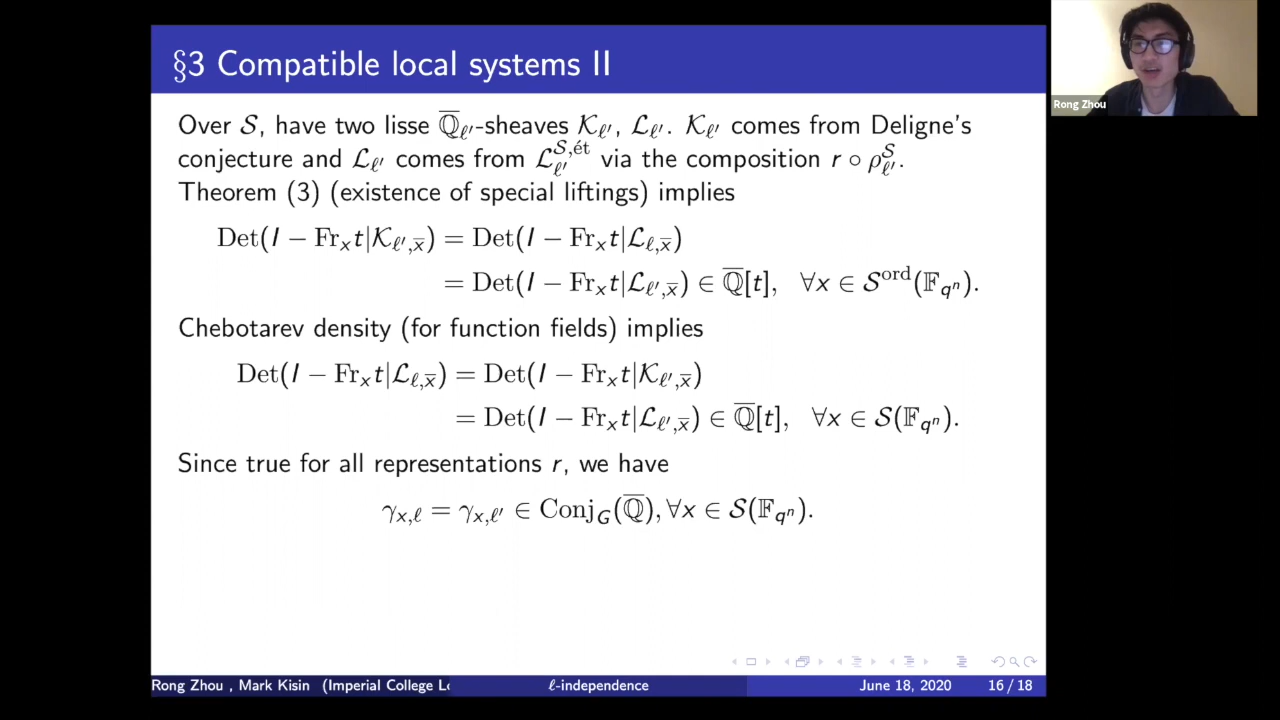 §3 Compatible local systems II
Rong Zhou
Over $\mathcal{S}$, have two lisse $\overline{\mathbb{Q}}_{\ell'}$-sheaves $\mathcal{K}_{\ell'}$, $\mathcal{L}_{\ell'}$. $\mathcal{K}_{\ell'}$ comes from Deligne's
conjecture and $\mathcal{L}_{\ell'}$ comes from $\mathcal{L}_{\ell'}^{\mathcal{S},\text{ét}}$ via the composition $r \circ \rho_{\ell'}^{\mathcal{S}}$.
Theorem (3) (existence of special liftings) implies
$\mathrm{Det}(I - \mathrm{Fr}_x t|\mathcal{K}_{\ell',\overline{x}}) = \mathrm{Det}(I - \mathrm{Fr}_x t|\mathcal{L}_{\ell,\overline{x}})$
$= \mathrm{Det}(I - \mathrm{Fr}_x t|\mathcal{L}_{\ell',\overline{x}}) \in \overline{\mathbb{Q}}[t], \quad \forall x \in \mathcal{S}^{\mathrm{ord}}(\mathbb{F}_{q^n}).$
Chebotarev density (for function fields) implies
$\mathrm{Det}(I - \mathrm{Fr}_x t|\mathcal{L}_{\ell,\overline{x}}) = \mathrm{Det}(I - \mathrm{Fr}_x t|\mathcal{K}_{\ell',\overline{x}})$
$= \mathrm{Det}(I - \mathrm{Fr}_x t|\mathcal{L}_{\ell',\overline{x}}) \in \overline{\mathbb{Q}}[t], \quad \forall x \in \mathcal{S}(\mathbb{F}_{q^n}).$
Since true for all representations $r$, we have
$\gamma_{x,\ell} = \gamma_{x,\ell'} \in \mathrm{Conj}_G(\overline{\mathbb{Q}}), \forall x \in \mathcal{S}(\mathbb{F}_{q^n}).$
Rong Zhou , Mark Kisin (Imperial College Lo
ℓ-independence
June 18, 2020 16 / 18